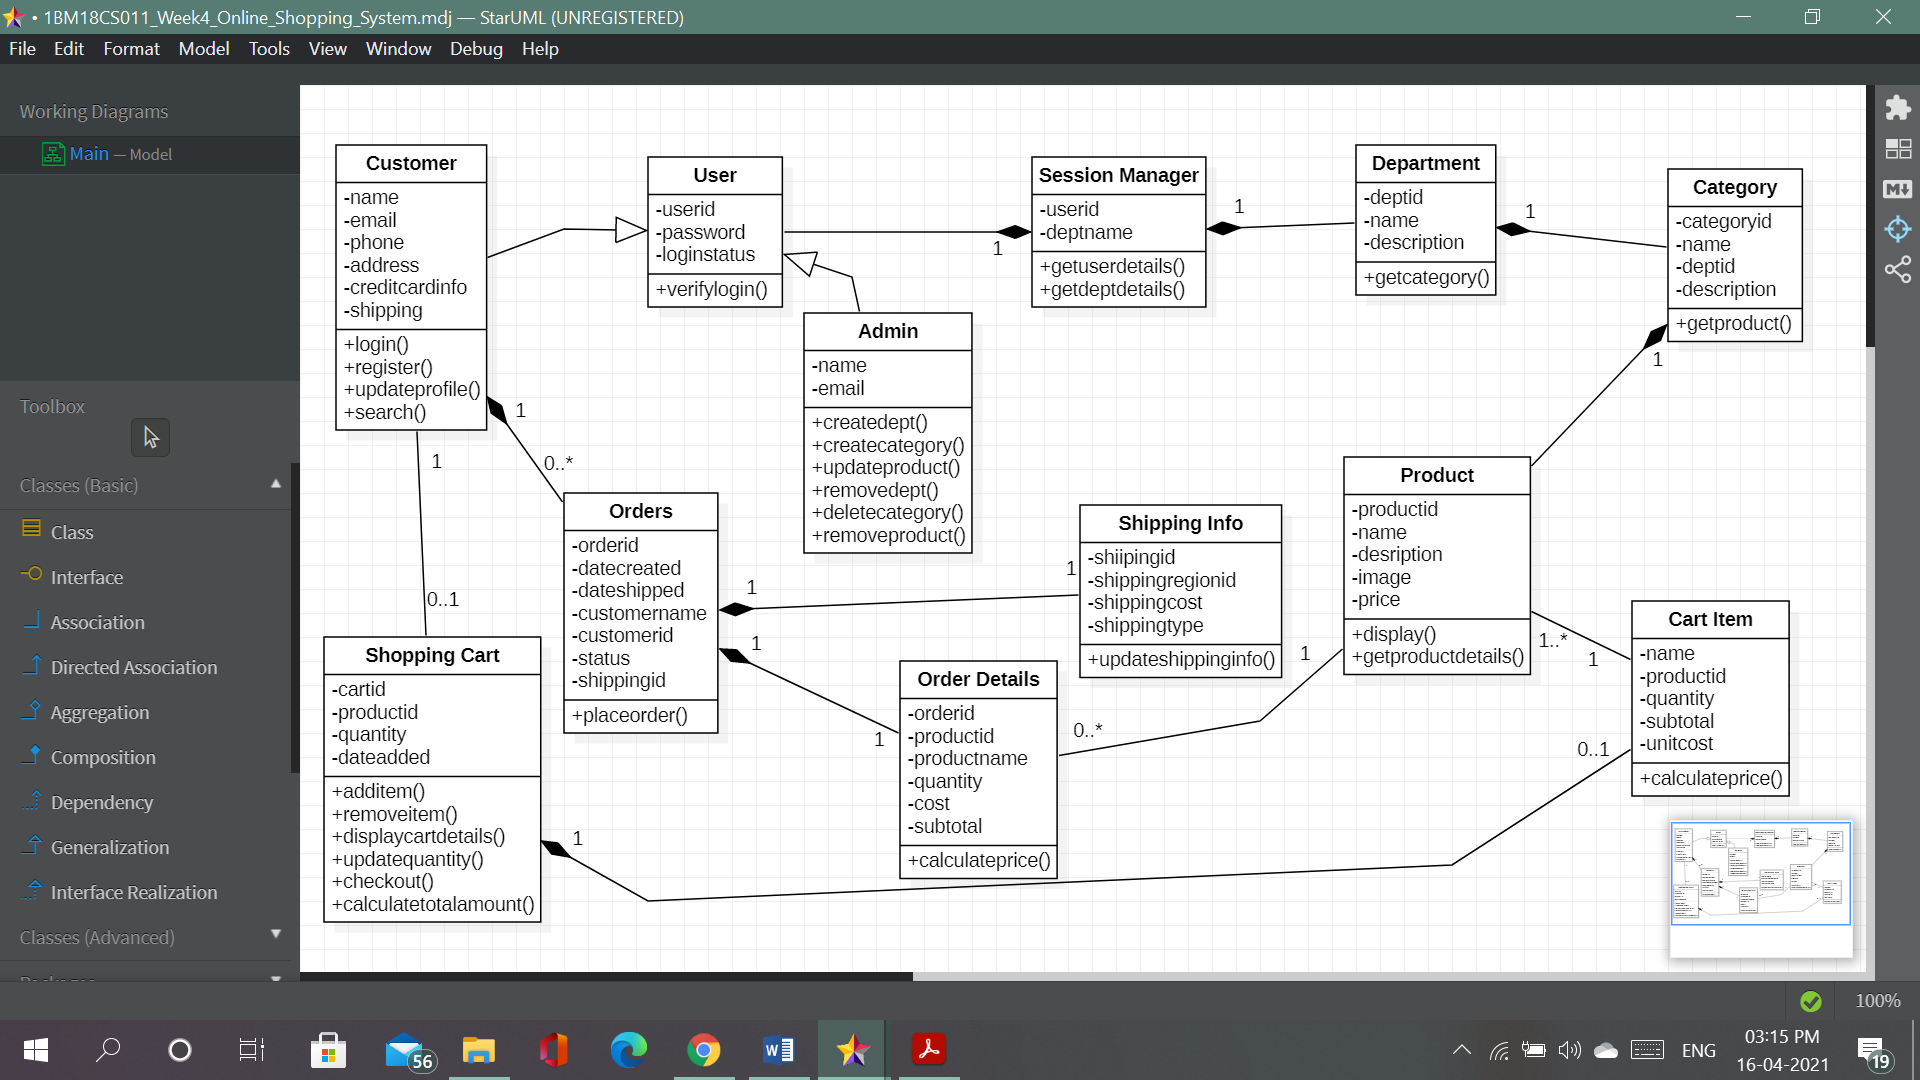 • 1BM18CS011_Week4_Online_Shopping_System.mdj — StarUML (UNREGISTERED)
File Edit Format Model Tools View Window Debug Help
Working Diagrams
Main — Model
Toolbox
Classes (Basic)
Class
Interface
Association
Directed Association
Aggregation
Composition
Dependency
Generalization
Interface Realization
Classes (Advanced)
Packages
Customer
-name
-email
-phone
-address
-creditcardinfo
-shipping
+login()
+register()
+updateprofile()
+search()
User
-userid
-password
-loginstatus
+verifylogin()
1
Session Manager
-userid
-deptname
+getuserdetails()
+getdeptdetails()
1
Department
-deptid
-name
-description
+getcategory()
1
Category
-categoryid
-name
-deptid
-description
+getproduct()
1
Admin
-name
-email
+createdept()
+createcategory()
+updateproduct()
+removedept()
+deletecategory()
+removeproduct()
1
0..*
1
0..1
Orders
-orderid
-datecreated
-dateshipped
-customername
-customerid
-status
-shippingid
+placeorder()
1
1
1
1
Shipping Info
-shiipingid
-shippingregionid
-shippingcost
-shippingtype
+updateshippinginfo()
Product
-productid
-name
-desription
-image
-price
+display()
+getproductdetails()
1
0..*
1..*
1
Cart Item
-name
-productid
-quantity
-subtotal
-unitcost
+calculateprice()
0..1
Shopping Cart
-cartid
-productid
-quantity
-dateadded
+additem()
+removeitem()
+displaycartdetails()
+updatequantity()
+checkout()
+calculatetotalamount()
1
Order Details
-orderid
-productid
-productname
-quantity
-cost
-subtotal
+calculateprice()
M
100%
56
W
ENG
03:15 PM
16-04-2021
19